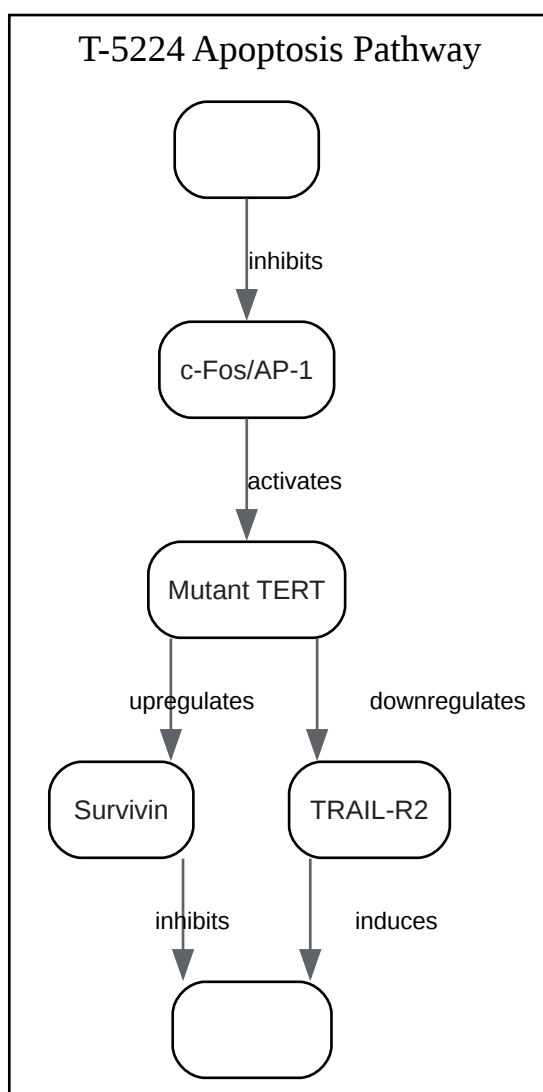 T-5224 Apoptosis Pathway
inhibits
c-Fos/AP-1
activates
Mutant TERT
upregulates
downregulates
Survivin
TRAIL-R2
inhibits
induces